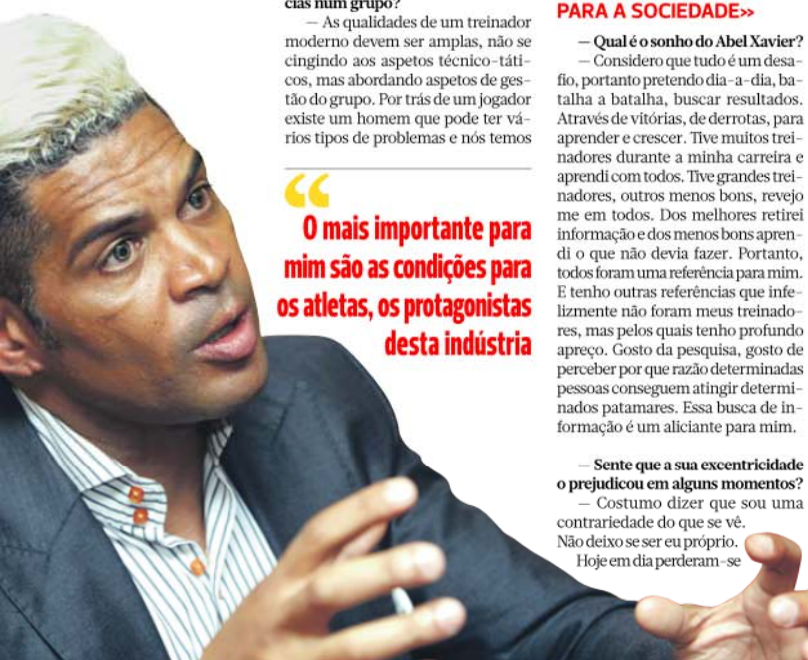 cias num grupo?
— As qualidades de um treinador
moderno devem ser amplas, não se
cingindo aos aspetos técnico-táti-
cos, mas abordando aspetos de ges-
tão do grupo. Por trás de um jogador
existe um homem que pode ter vá-
rios tipos de problemas e nós temos
“
O mais importante para
mim são as condições para
os atletas, os protagonistas
desta indústria
PARA A SOCIEDADE»
— Qual é o sonho do Abel Xavier?
— Considero que tudo é um desa-
fio, portanto pretendo dia-a-dia, ba-
talha a batalha, buscar resultados.
Através de vitórias, de derrotas, para
aprender e crescer. Tive muitos trei-
nadores durante a minha carreira e
aprendi com todos. Tive grandes trei-
nadores, outros menos bons, revejo
me em todos. Dos melhores retirei
informação e dos menos bons apren-
di o que não devia fazer. Portanto,
todos foram uma referência para mim.
E tenho outras referências que infe-
lizmente não foram meus treinado-
res, mas pelos quais tenho profundo
apreço. Gosto da pesquisa, gosto de
perceber por que razão determinadas
pessoas conseguem atingir determi-
nados patamares. Essa busca de in-
formação é um aliciante para mim.
— Sente que a sua excentricidade
o prejudicou em alguns momentos?
— Costumo dizer que sou uma
contrariedade do que se vê.
Não deixo se ser eu próprio.
Hoje em dia perderam-se